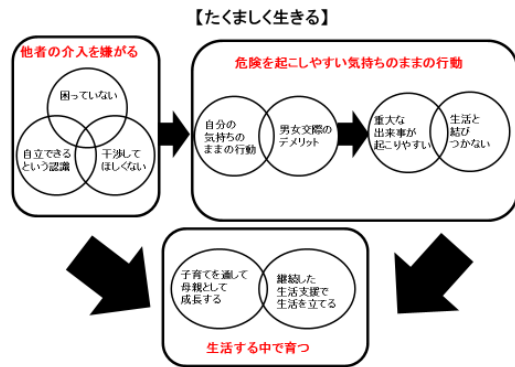 【たくましく生きる】
他者の介入を嫌がる
困っていない
自立できる
という認識
干渉して
ほしくない
危険を起こしやすい気持ちのままの行動
自分の
気持ちの
ままの行動
男女交際の
デメリット
重大な
出来事が
起こりやすい
生活と
結び
つかない
子育てを通して
母親として
成長する
継続した
生活支援で
生活を立てる
生活する中で育つ